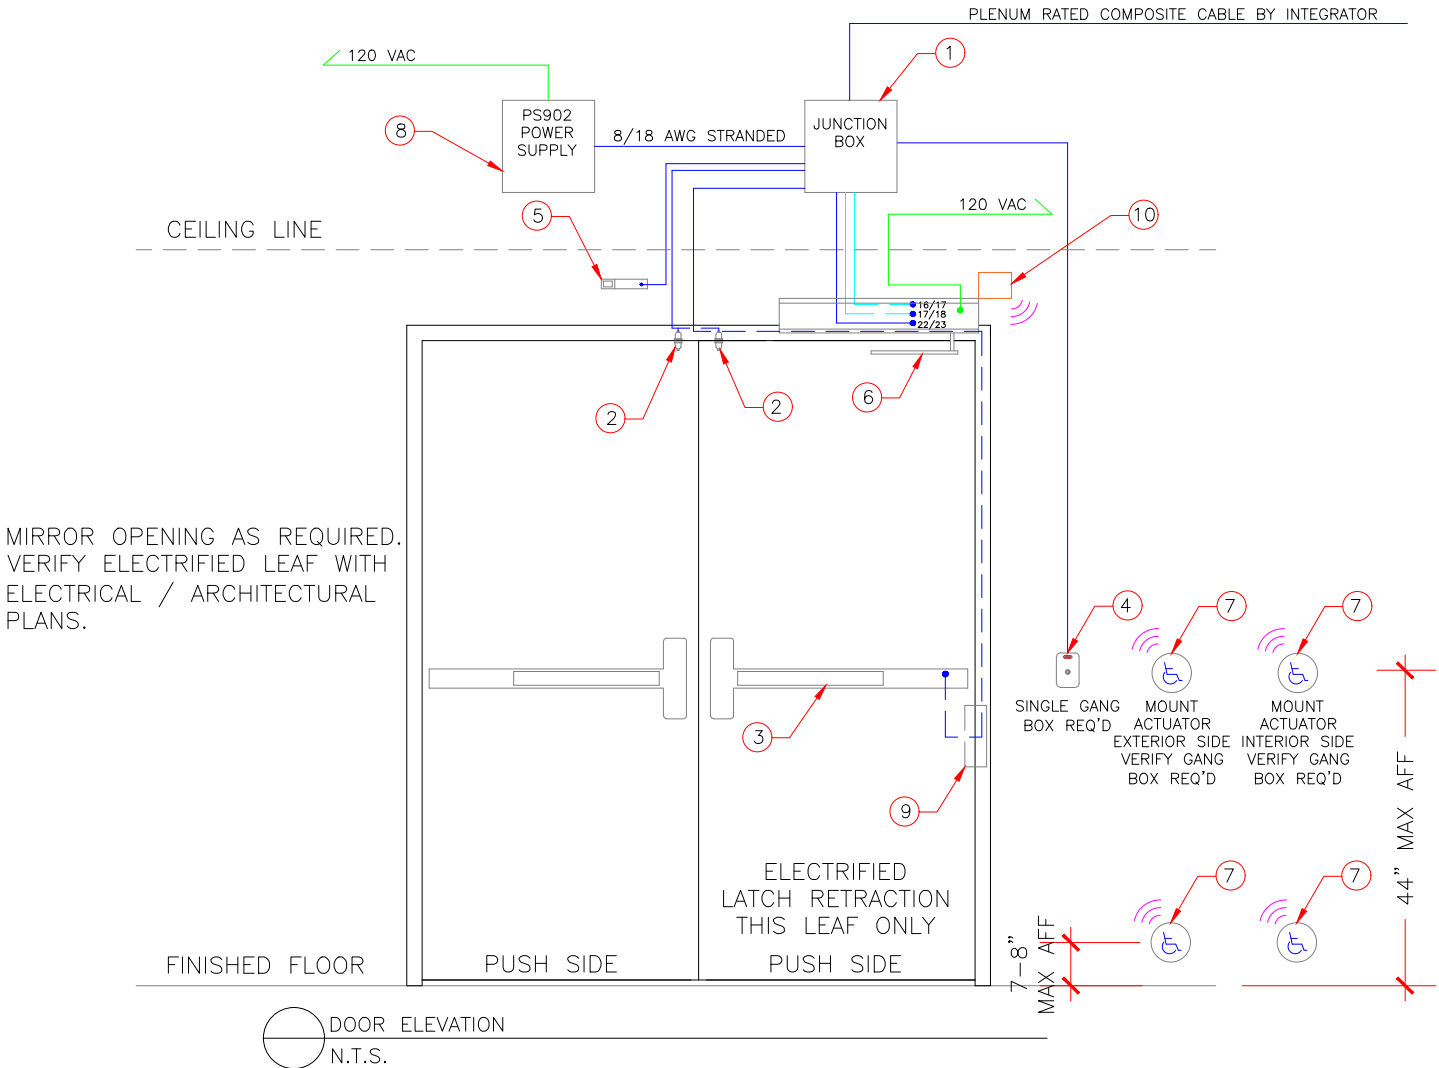 PLENUM RATED COMPOSITE CABLE BY INTEGRATOR
120 VAC
1
PS902
POWER
SUPPLY
8
8/18 AWG STRANDED
JUNCTION
BOX
5
120 VAC
10
CEILING LINE
16/17
17/18
22/23
2
2
6
MIRROR OPENING AS REQUIRED.
VERIFY ELECTRIFIED LEAF WITH
ELECTRICAL / ARCHITECTURAL
PLANS.
4
7
7
SINGLE GANG
BOX REQ'D
MOUNT
ACTUATOR
EXTERIOR SIDE
VERIFY GANG
BOX REQ'D
MOUNT
ACTUATOR
INTERIOR SIDE
VERIFY GANG
BOX REQ'D
3
9
44" MAX AFF
ELECTRIFIED
LATCH RETRACTION
THIS LEAF ONLY
7
7
7-8"
MAX AFF
FINISHED FLOOR
PUSH SIDE
PUSH SIDE
DOOR ELEVATION
N.T.S.